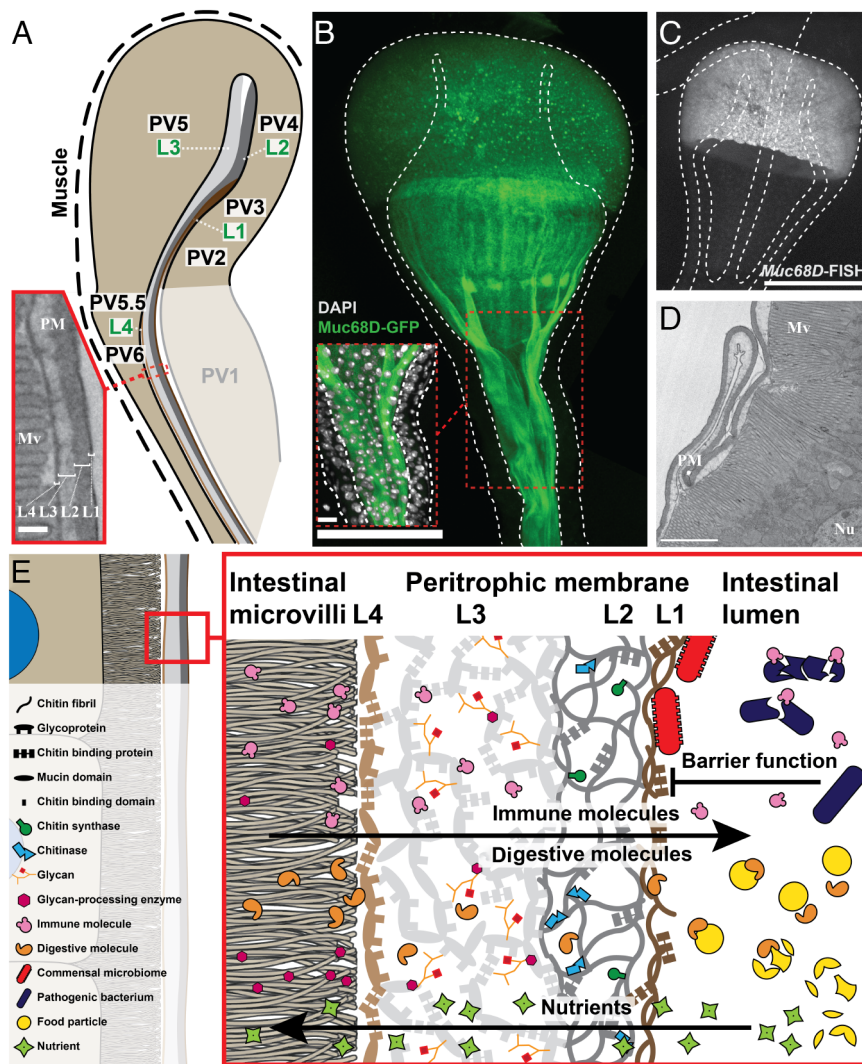 A
Muscle
PV5
PV4
L3
L2
PV3
L1
PV2
PV5.5
L4
PV6
PV1
PM
Mv
L4 L3 L2 L1
B
DAPI
Muc68D-GFP
C
Muc68D-FISH
D
Mv
PM
Nu
E
Intestinal microvilli
L4
Peritrophic membrane
L3
L2
L1
Intestinal lumen
Barrier function
Immune molecules
Digestive molecules
Nutrients
Chitin fibril
Glycoprotein
Chitin binding protein
Mucin domain
Chitin binding domain
Chitin synthase
Chitinase
Glycan
Glycan-processing enzyme
Immune molecule
Digestive molecule
Commensal microbiome
Pathogenic bacterium
Food particle
Nutrient